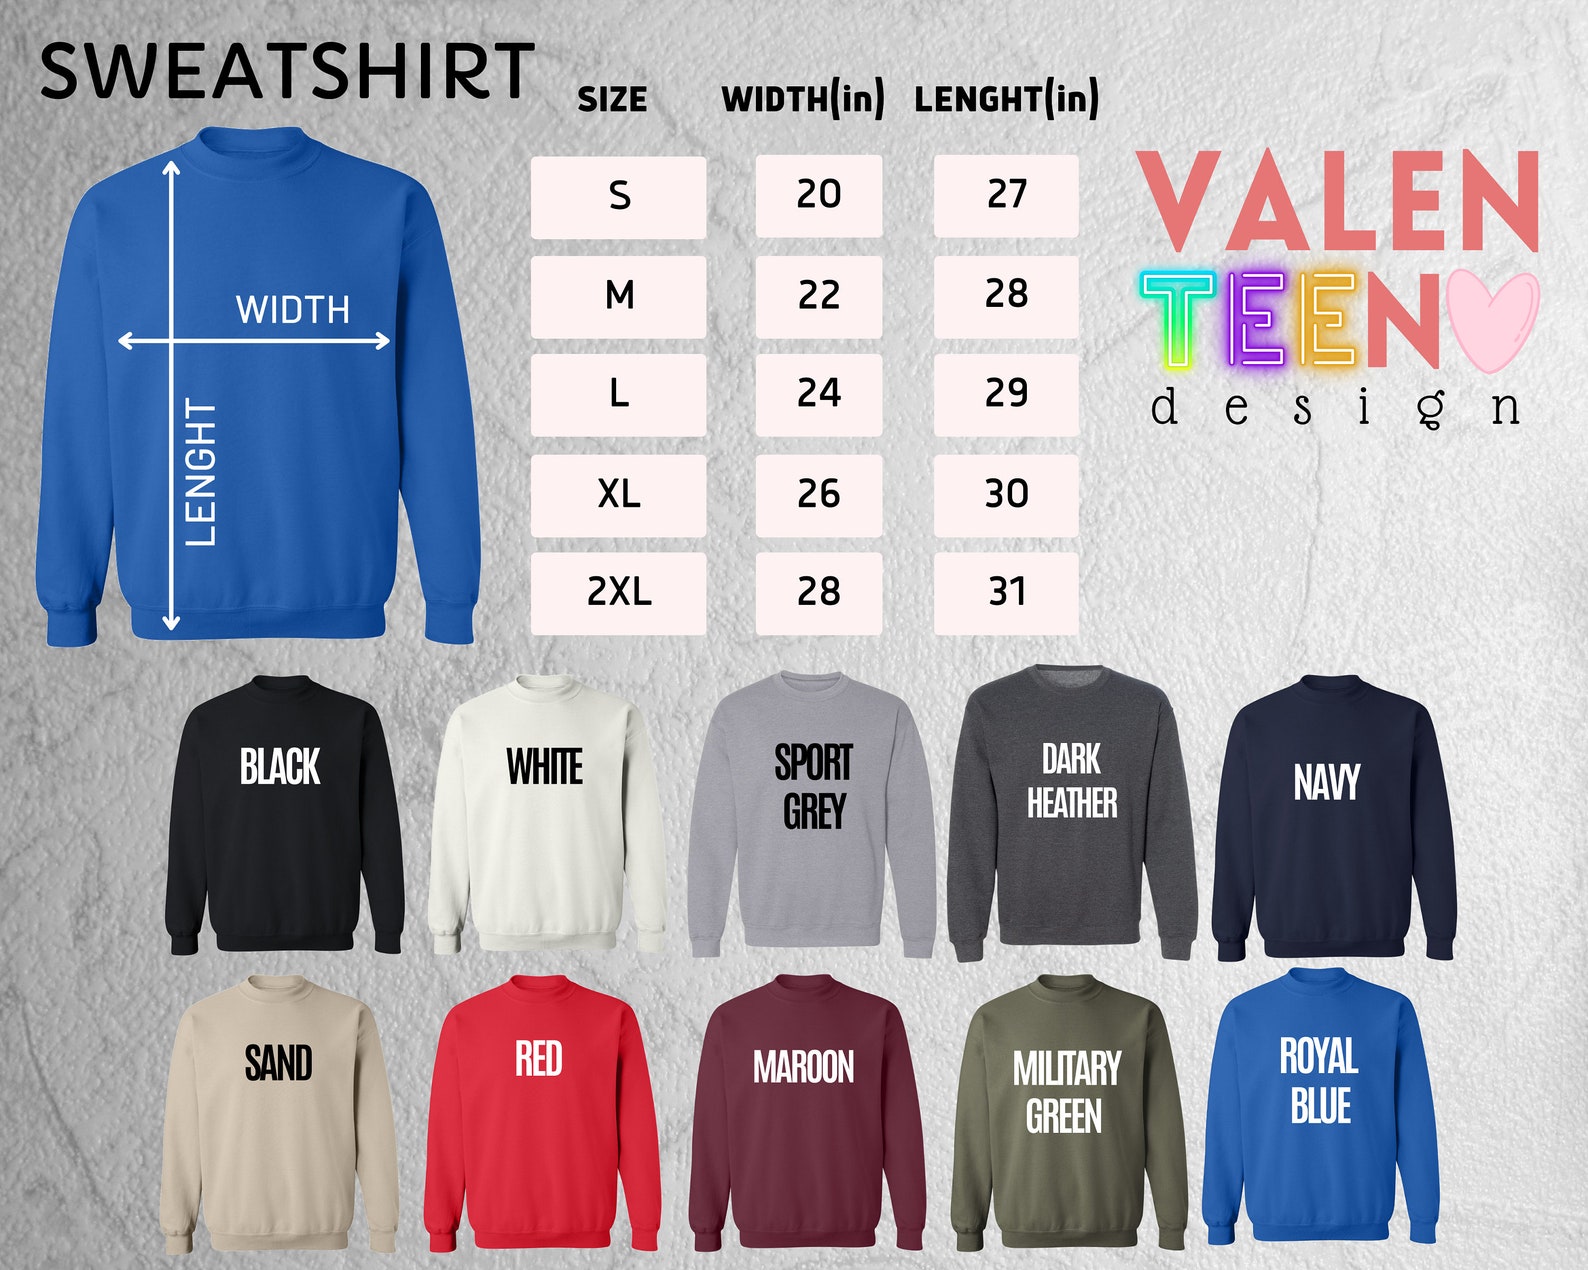 SWEATSHIRT
SIZE WIDTH(in) LENGHT(in)
S 20 27
M 22 28
L 24 29
XL 26 30
2XL 28 31
WIDTH
LENGHT
VALEN
TEEN
design
BLACK
WHITE
SPORT
GREY
DARK
HEATHER
NAVY
SAND
RED
MAROON
MILITARY
GREEN
ROYAL
BLUE